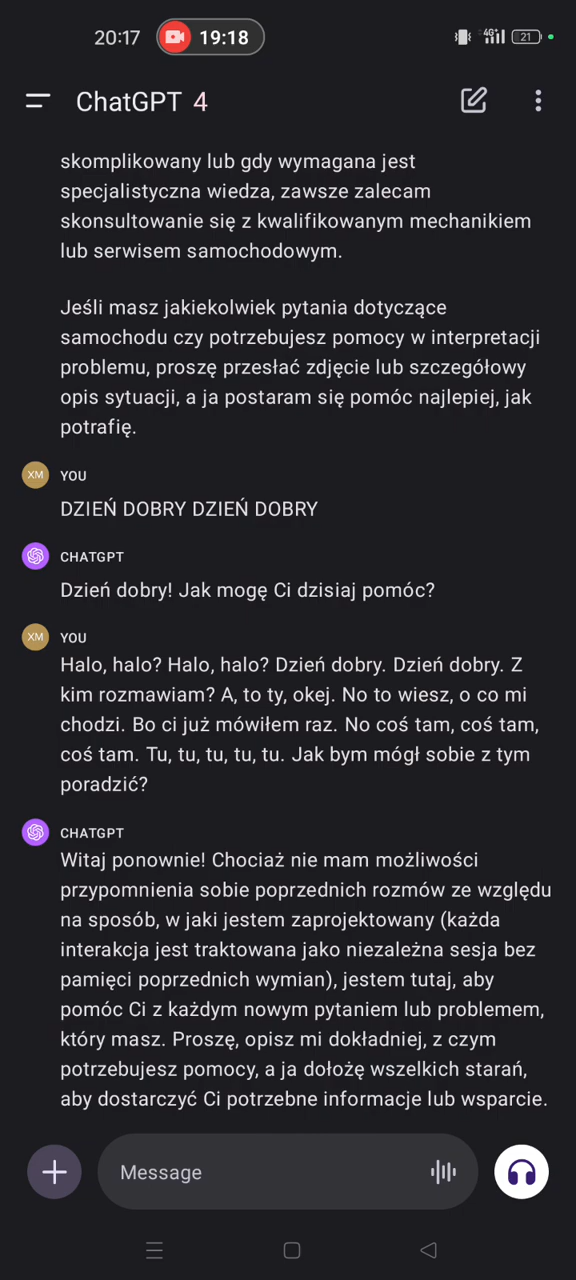 20:17
19:18
4G+
21
ChatGPT 4
skomplikowany lub gdy wymagana jest
specjalistyczna wiedza, zawsze zalecam
skonsultowanie się z kwalifikowanym mechanikiem
lub serwisem samochodowym.
Jeśli masz jakiekolwiek pytania dotyczące
samochodu czy potrzebujesz pomocy w interpretacji
problemu, proszę przesłać zdjęcie lub szczegółowy
opis sytuacji, a ja postaram się pomóc najlepiej, jak
potrafię.
XM YOU
DZIEŃ DOBRY DZIEŃ DOBRY
CHATGPT
Dzień dobry! Jak mogę Ci dzisiaj pomóc?
XM YOU
Halo, halo? Halo, halo? Dzień dobry. Dzień dobry. Z
kim rozmawiam? A, to ty, okej. No to wiesz, o co mi
chodzi. Bo ci już mówiłem raz. No coś tam, coś tam,
coś tam. Tu, tu, tu, tu, tu. Jak bym mógł sobie z tym
poradzić?
CHATGPT
Witaj ponownie! Chociaż nie mam możliwości
przypomnienia sobie poprzednich rozmów ze względu
na sposób, w jaki jestem zaprojektowany (każda
interakcja jest traktowana jako niezależna sesja bez
pamięci poprzednich wymian), jestem tutaj, aby
pomóc Ci z każdym nowym pytaniem lub problemem,
który masz. Proszę, opisz mi dokładniej, z czym
potrzebujesz pomocy, a ja dołożę wszelkich starań,
aby dostarczyć Ci potrzebne informacje lub wsparcie.
Message